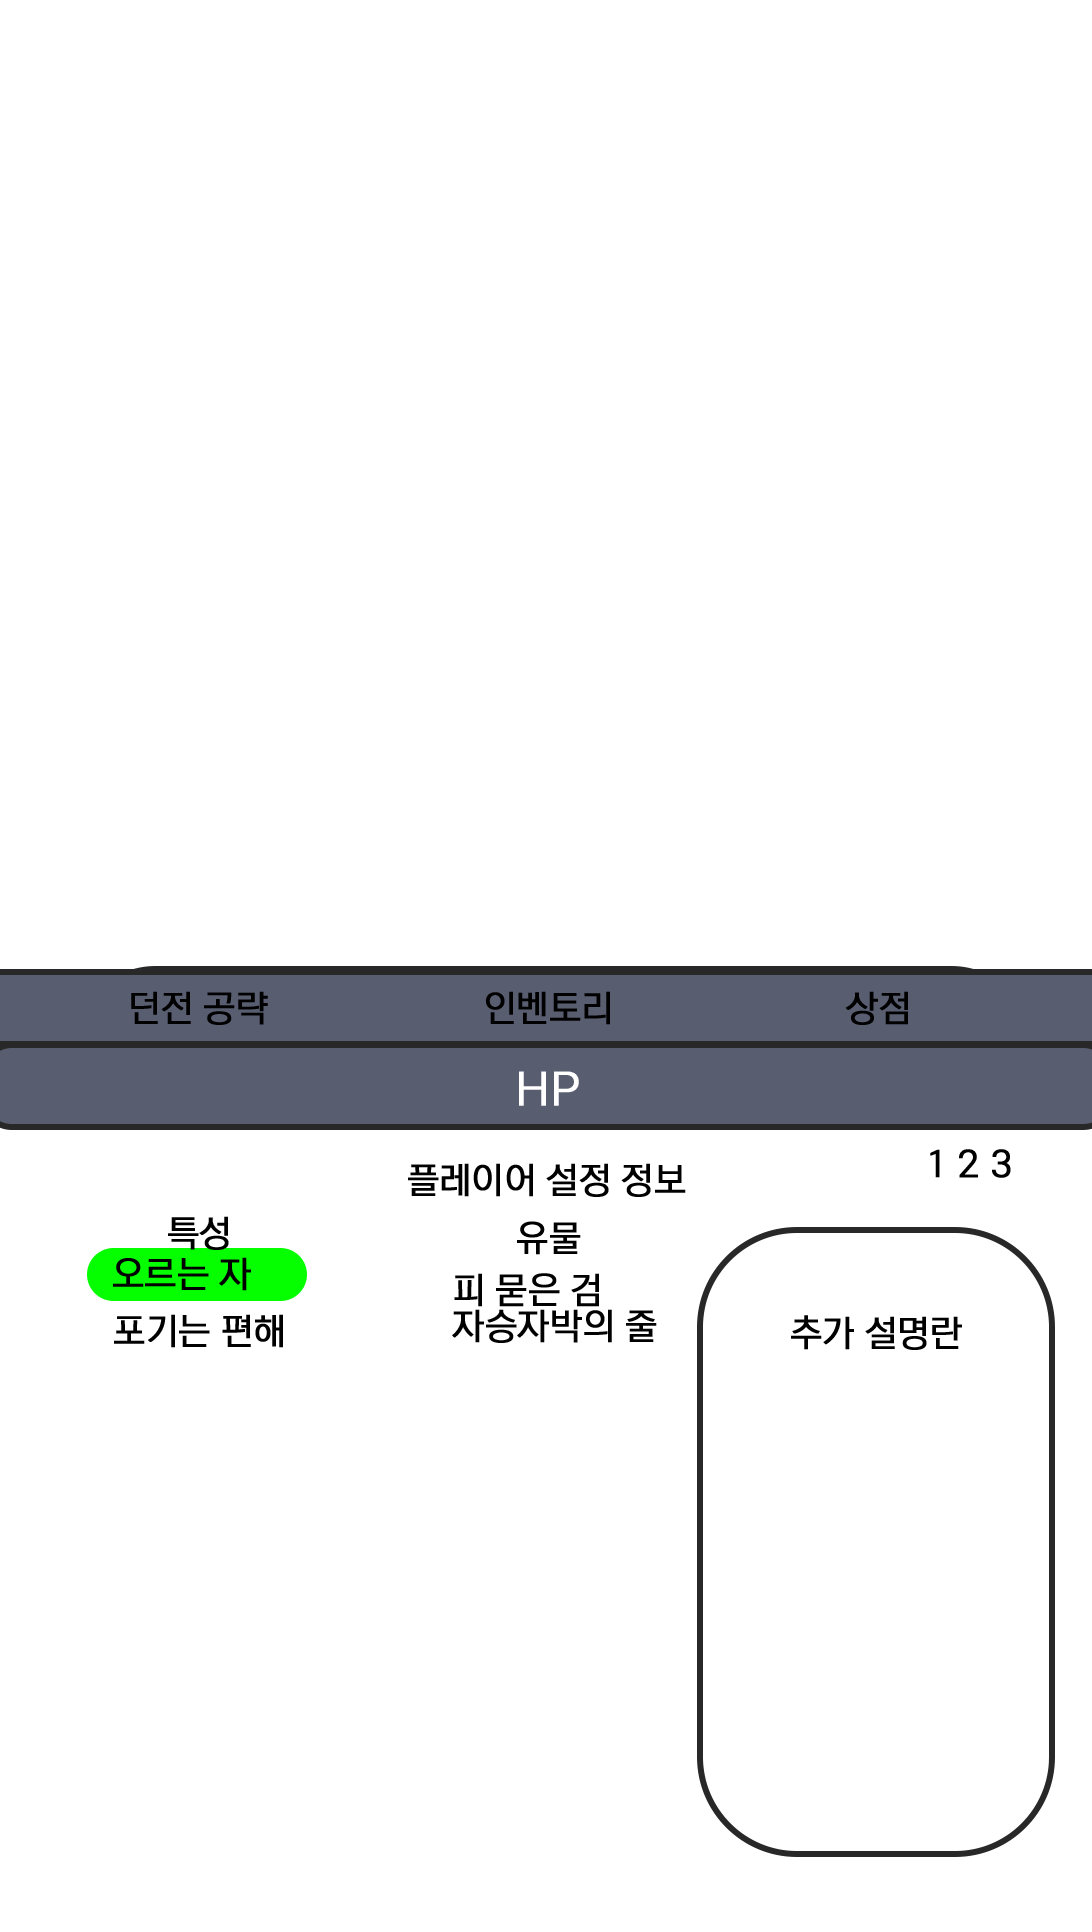 던전 공략 인벤토리 상점
HP
1 2 3
플레이어 설정 정보
특성
오르는 자
포기는 편해
유물
피 묻은 검
자승자박의 줄
추가 설명란